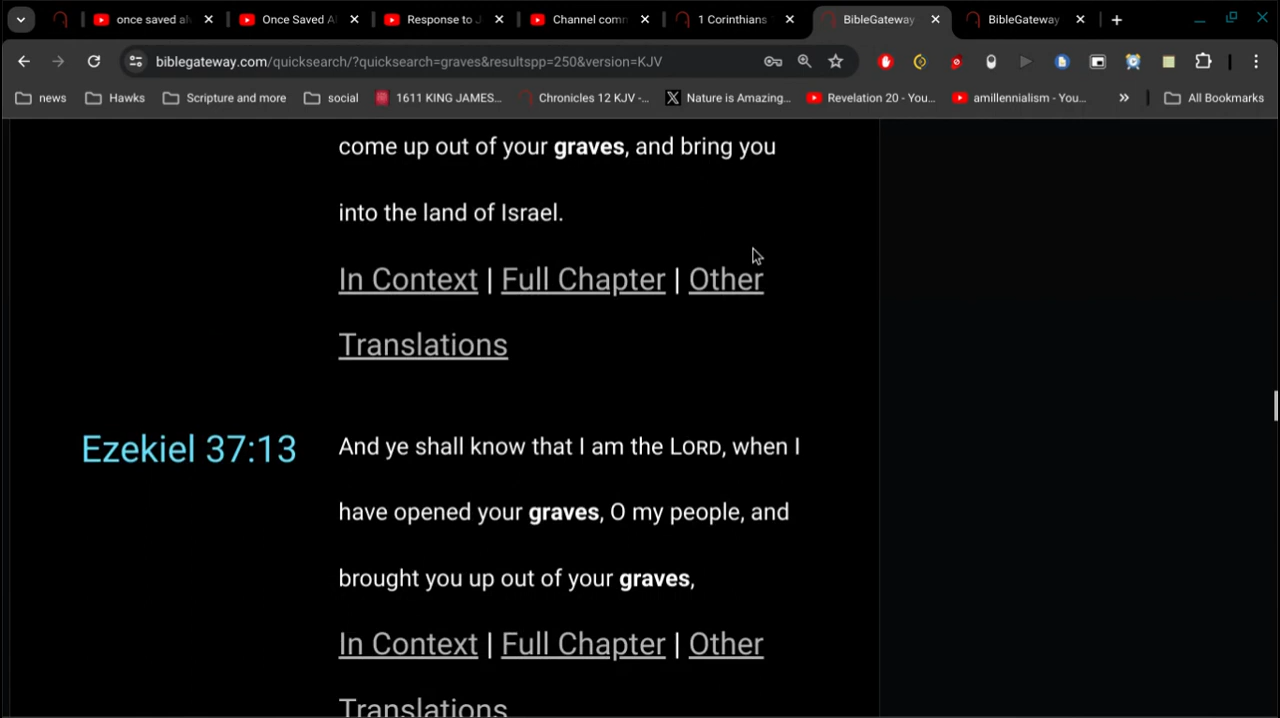 once saved al
Once Saved Al
Response to J
Channel comm
1 Corinthians
BibleGateway
BibleGateway
biblegateway.com/quicksearch/?quicksearch=graves&resultspp=250&version=KJV
news
Hawks
Scripture and more
social
1611 KING JAMES...
Chronicles 12 KJV -...
Nature is Amazing...
Revelation 20 - You...
amillennialism - You...
»
All Bookmarks
come up out of your graves, and bring you
into the land of Israel.
In Context | Full Chapter | Other
Translations
Ezekiel 37:13
And ye shall know that I am the LORD, when I
have opened your graves, O my people, and
brought you up out of your graves,
In Context | Full Chapter | Other
Translations